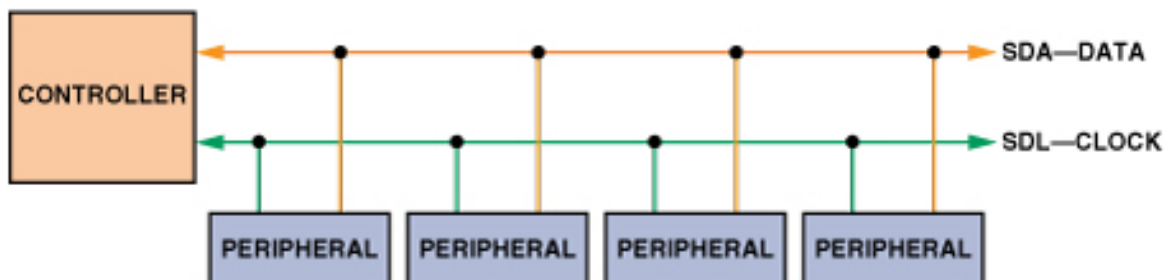 SDA—DATA
CONTROLLER
SDL—CLOCK
PERIPHERAL PERIPHERAL PERIPHERAL PERIPHERAL